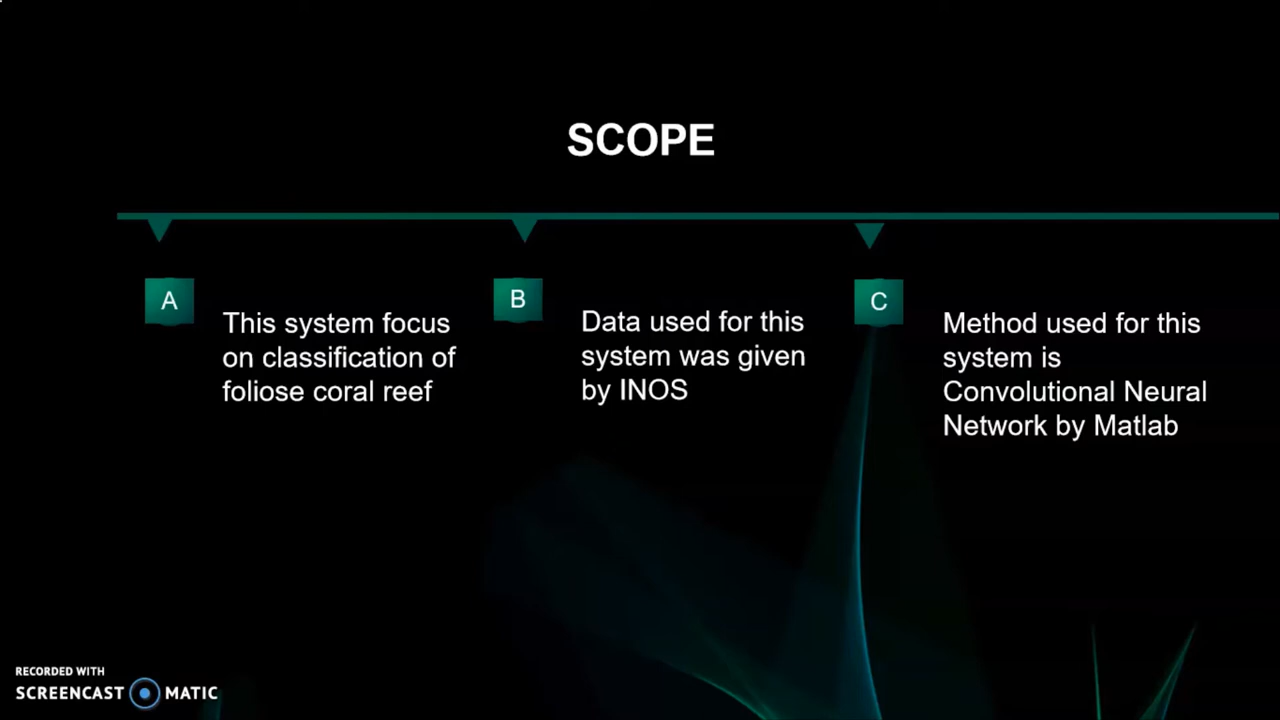 SCOPE
A
This system focus
on classification of
foliose coral reef
B
Data used for this
system was given
by INOS
C
Method used for this
system is
Convolutional Neural
Network by Matlab
RECORDED WITH
SCREENCAST MATIC